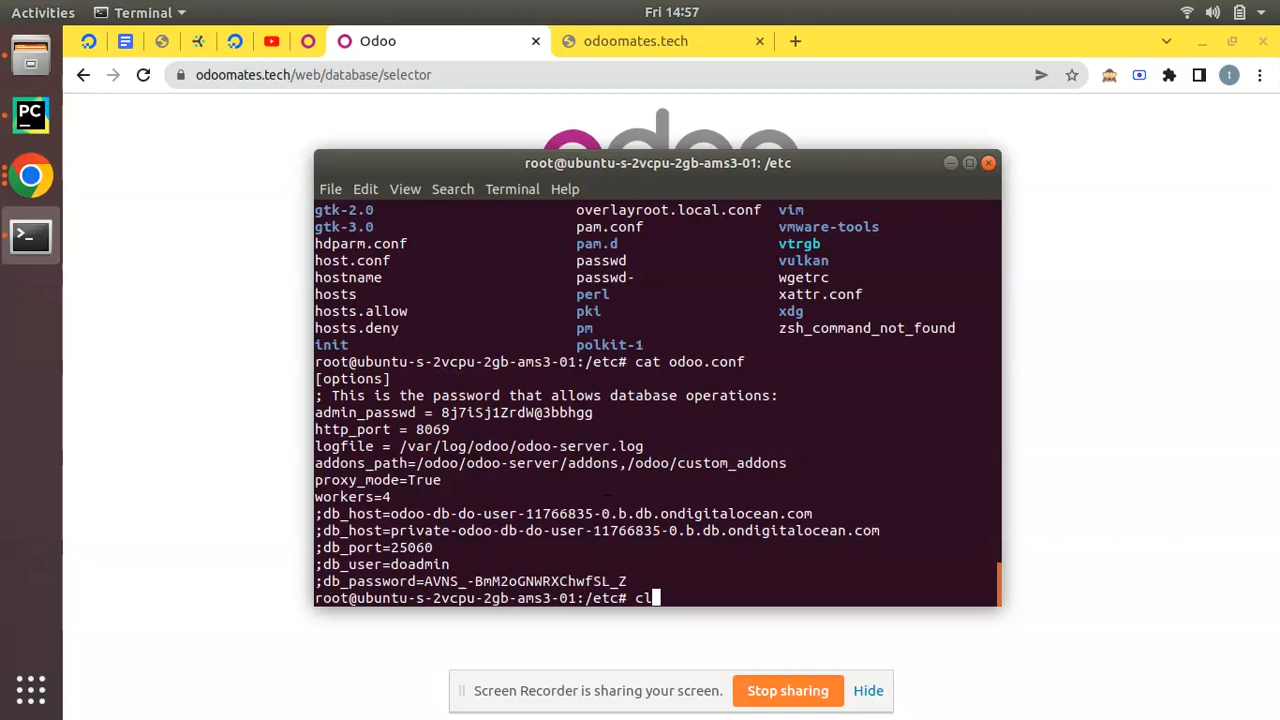 Activities Terminal Fri 14:57
Odoo odoomates.tech
odoomates.tech/web/database/selector t
odoo
root@ubuntu-s-2vcpu-2gb-ams3-01: /etc
File Edit View Search Terminal Help
gtk-2.0 overlayroot.local.conf vim
gtk-3.0 pam.conf vmware-tools
hdparm.conf pam.d vtrgb
host.conf passwd vulkan
hostname passwd- wgetrc
hosts perl xattr.conf
hosts.allow pki xdg
hosts.deny pm zsh_command_not_found
init polkit-1
root@ubuntu-s-2vcpu-2gb-ams3-01:/etc# cat odoo.conf
[options]
; This is the password that allows database operations:
admin_passwd = 8j7iSj1ZrdW@3bbhgg
http_port = 8069
logfile = /var/log/odoo/odoo-server.log
addons_path=/odoo/odoo-server/addons,/odoo/custom_addons
proxy_mode=True
workers=4
;db_host=odoo-db-do-user-11766835-0.b.db.ondigitalocean.com
;db_host=private-odoo-db-do-user-11766835-0.b.db.ondigitalocean.com
;db_port=25060
;db_user=doadmin
;db_password=AVNS_-BmM2oGNWRXChwfSL_Z
root@ubuntu-s-2vcpu-2gb-ams3-01:/etc# cl
PC
Screen Recorder is sharing your screen. Stop sharing Hide